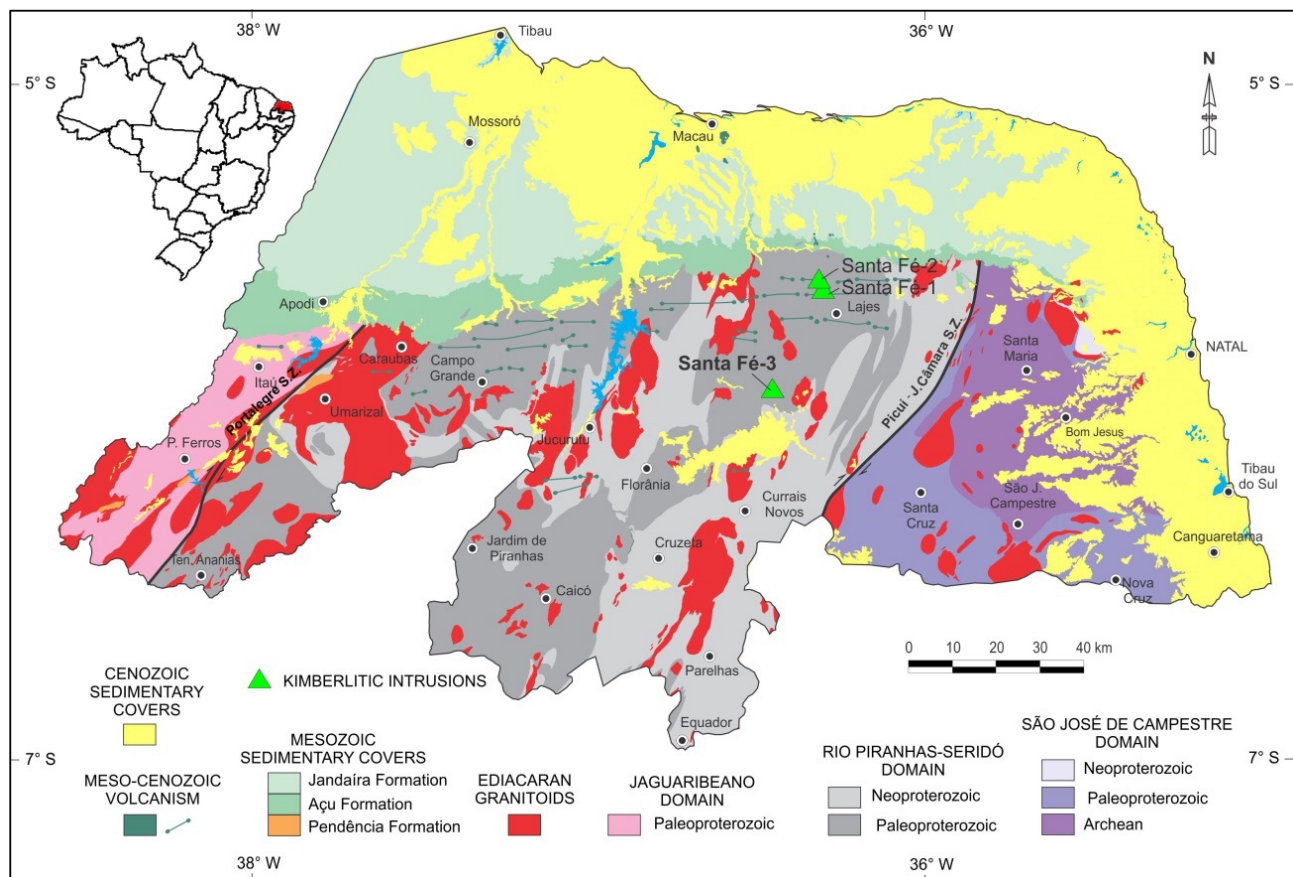 38° W
36° W
5° S
5° S
N
Tibau
Mossoró
Macau
Santa Fé-2
Santa Fé-1
Lajes
Apodi
Caraubas
Campo
Grande
Santa
Maria
NATAL
Itaú
Portalegre S.Z.
Umarizal
Santa Fé-3
Picuí - J.Câmara S.Z.
Bom Jesus
P. Ferros
Jucurutu
Florânia
Currais
Novos
Santa
Cruz
São J.
Campestre
Tibau
do Sul
Jardim de
Piranhas
Cruzeta
Canguaretama
Ten. Ananias
Caicó
Nova
Cruz
Parelhas
Equador
0 10 20 30 40 km
CENOZOIC
SEDIMENTARY
COVERS
KIMBERLITIC INTRUSIONS
MESO-CENOZOIC
VOLCANISM
MESOZOIC
SEDIMENTARY COVERS
Jandaíra Formation
Açu Formation
Pendência Formation
EDIACARAN
GRANITOIDS
JAGUARIBEANO
DOMAIN
Paleoproterozoic
RIO PIRANHAS-SERIDÓ
DOMAIN
Neoproterozoic
Paleoproterozoic
SÃO JOSÉ DE CAMPESTRE
DOMAIN
Neoproterozoic
Paleoproterozoic
Archean
7° S
7° S
38° W
36° W